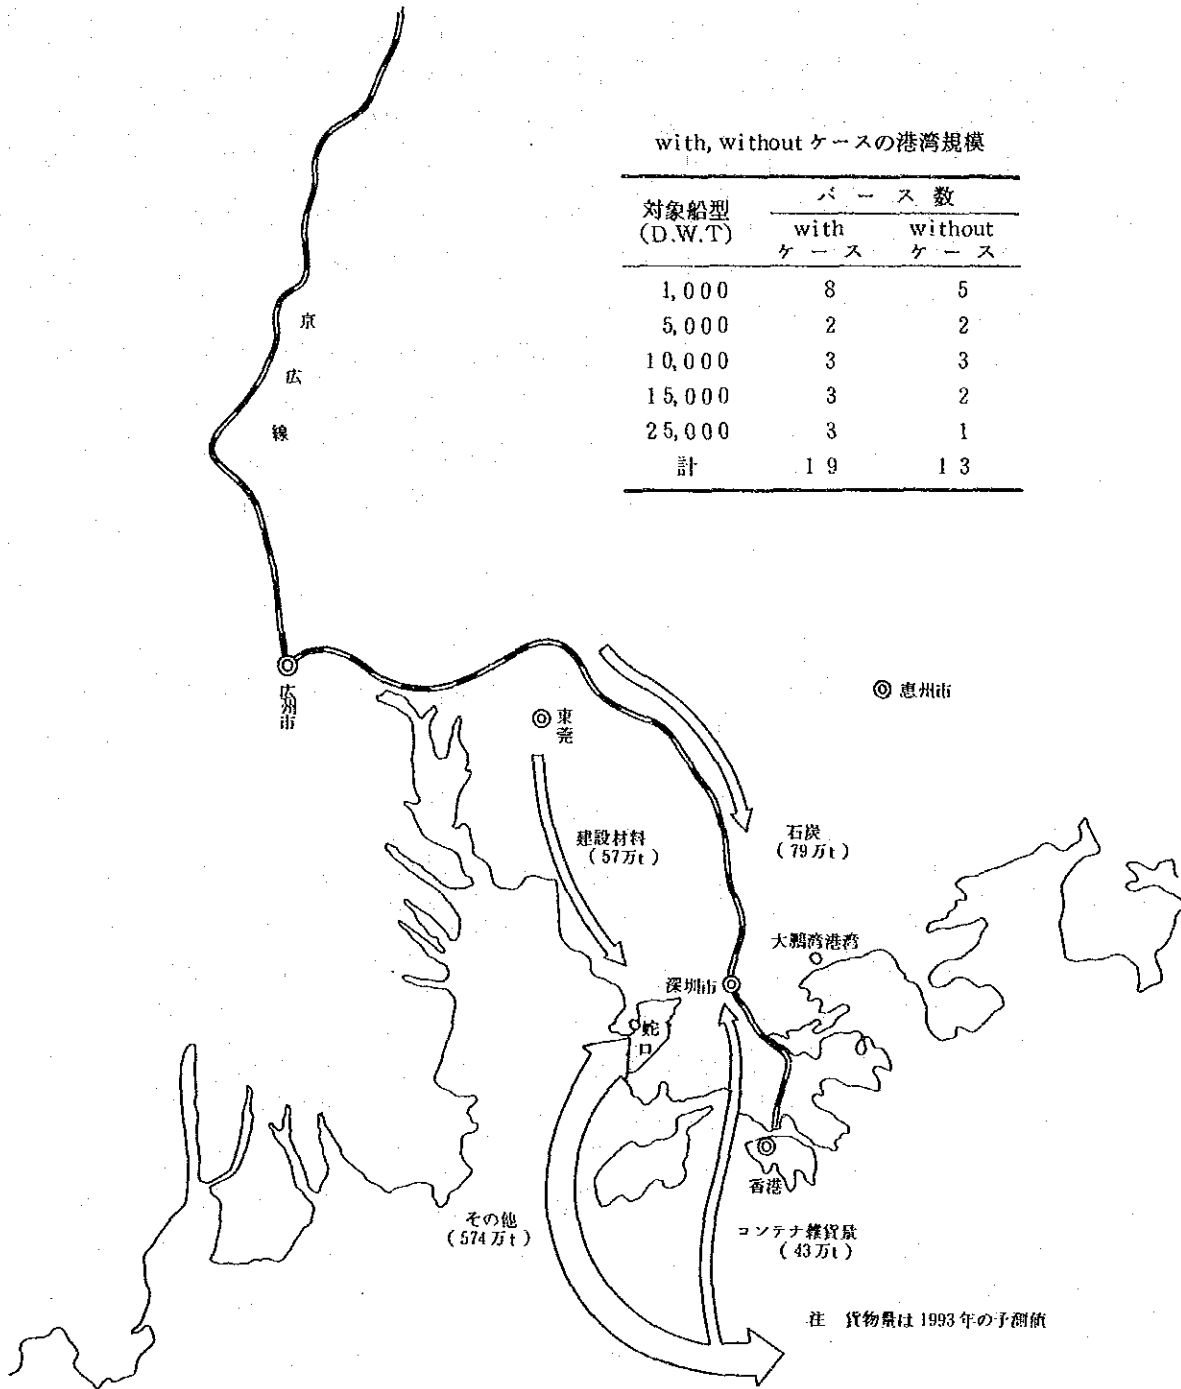 with, without ケースの港湾規模
対象船型
(D.W.T)
バース数
with
ケース
without
ケース
1,000 8 5
5,000 2 2
10,000 3 3
15,000 3 2
25,000 3 1
計 19 13
京広線
広州市
東莞
恵州市
建設材料
(57万t)
石炭
(79万t)
大鵬湾港湾
深圳市
蛇口
香港
その他
(574万t)
コンテナ雑貨量
(43万t)
注 貨物量は1993年の予測値